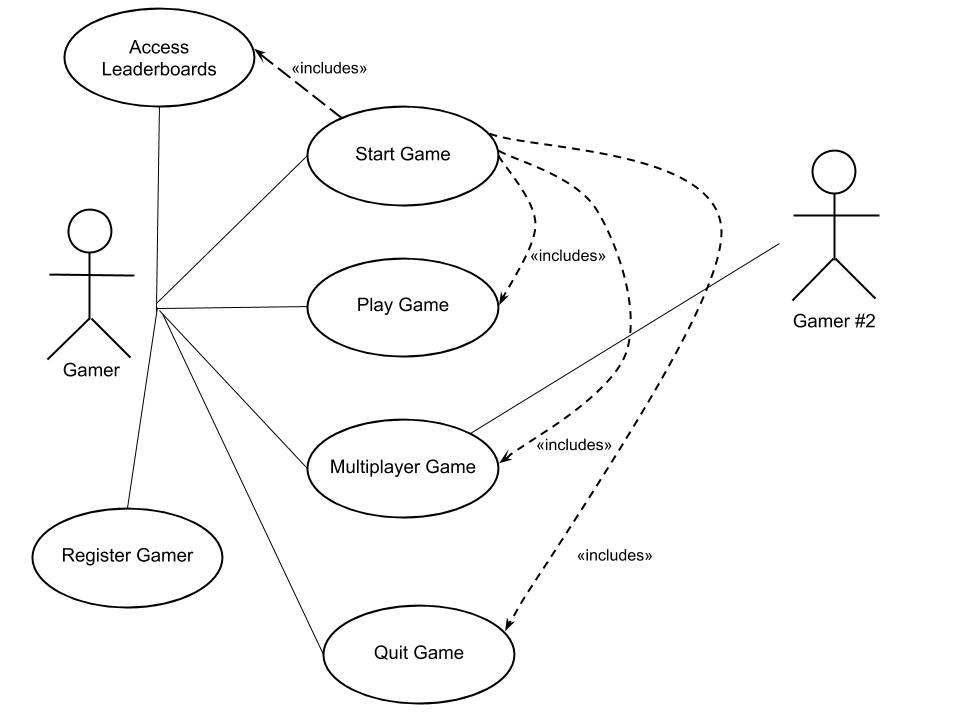 Access
Leaderboards
«includes»
Start Game
«includes»
Play Game
Gamer #2
Gamer
«includes»
Multiplayer Game
Register Gamer
«includes»
Quit Game